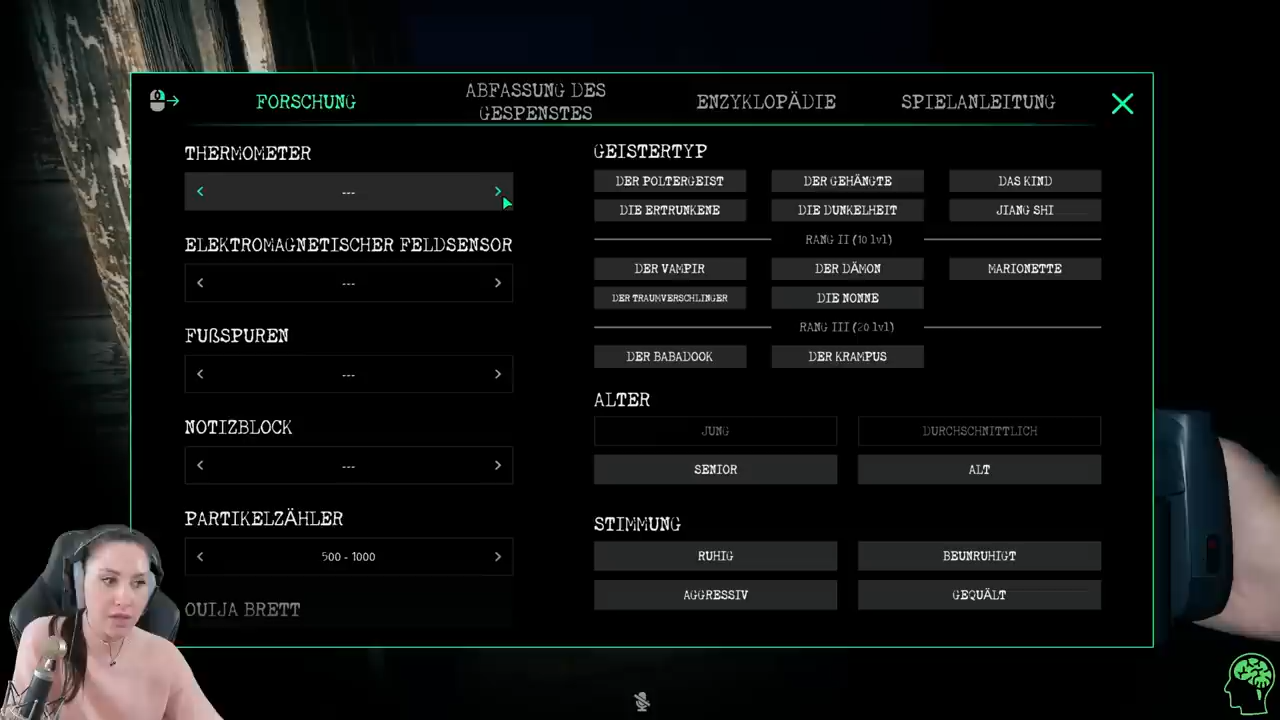 FORSCHUNG
ABFASSUNG DES
GESPENSTES
ENZYKLOPÄDIE
SPIELANLEITUNG
THERMOMETER
---
ELEKTROMAGNETISCHER FELDSENSOR
---
FUßSPUREN
---
NOTIZBLOCK
---
PARTIKELZÄHLER
500 - 1000
OUIJA BRETT
GEISTERTYP
DER POLTERGEIST
DER GEHÄNGTE
DAS KIND
DIE ERTRUNKENE
DIE DUNKELHEIT
JIANG SHI
RANG II (10 lvl)
DER VAMPIR
DER DÄMON
MARIONETTE
DER TRAUMVERSCHLINGER
DIE NONNE
RANG III (20 lvl)
DER BABADOOK
DER KRAMPUS
ALTER
JUNG
DURCHSCHNITTLICH
SENIOR
ALT
STIMMUNG
RUHIG
BEUNRUHIGT
AGGRESSIV
GEQUÄLT